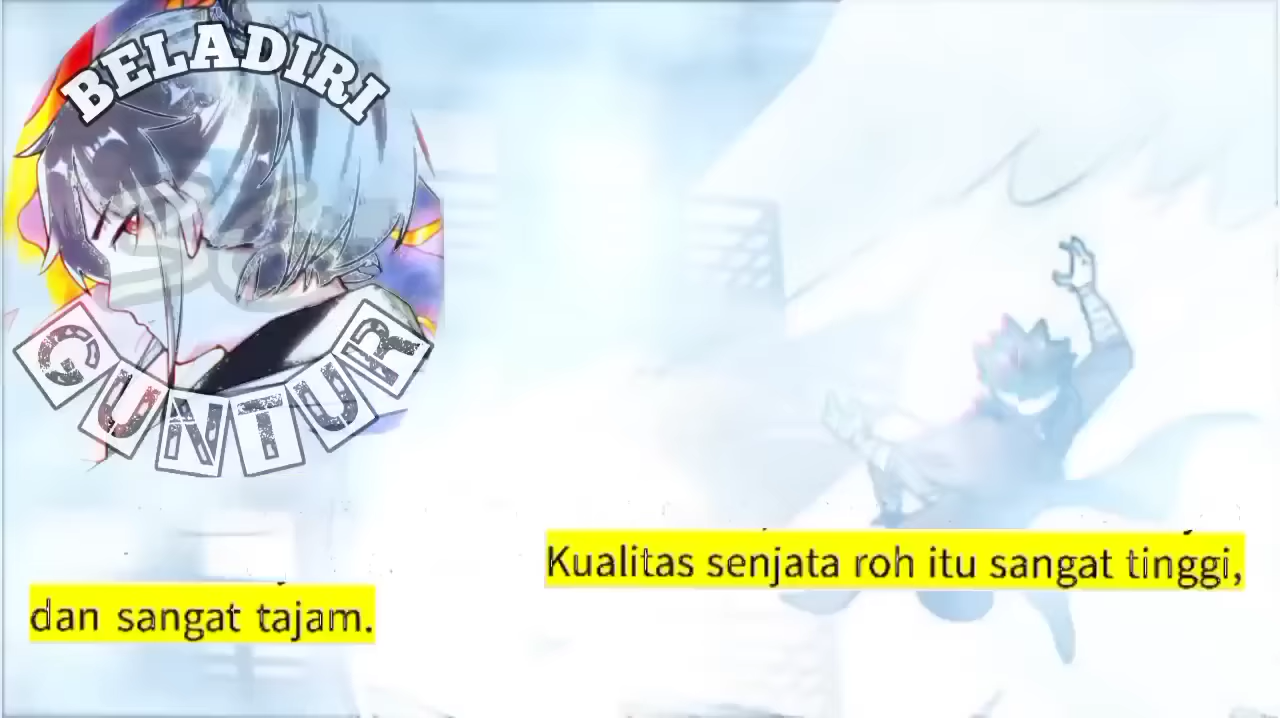 BELADIRI
GUNTUR
Kualitas senjata roh itu sangat tinggi,
dan sangat tajam.